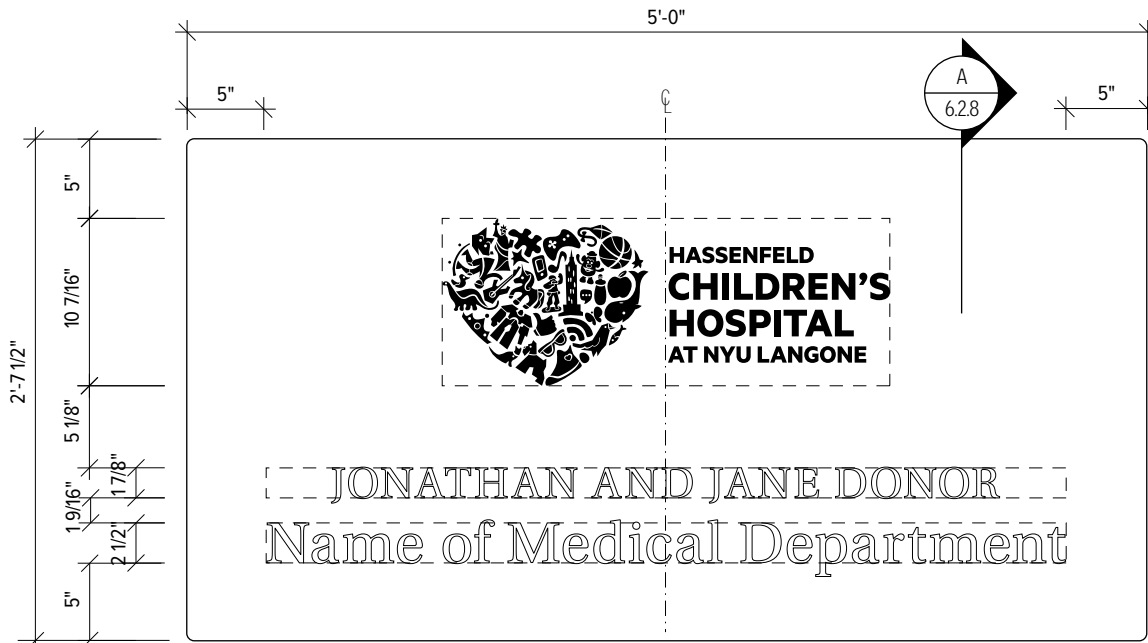 5'-0"
5"
℄
A
6.2.8
5"
5"
10 7/16"
2'-7 1/2"
5 1/8"
1 7/8"
1 9/16"
2 1/2"
5"
HASSENFELD
CHILDREN'S
HOSPITAL
AT NYU LANGONE
JONATHAN AND JANE DONOR
Name of Medical Department